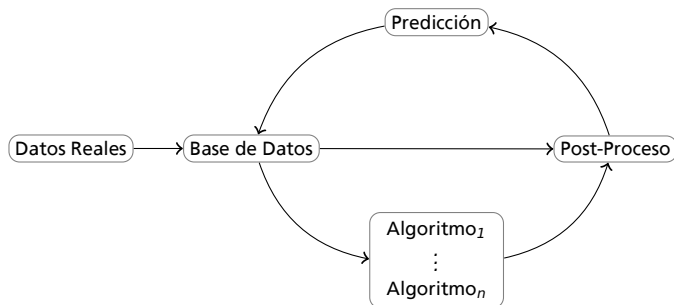 Predicción
Datos Reales
Base de Datos
Post-Proceso
Algoritmo1
⋮
Algoritmon